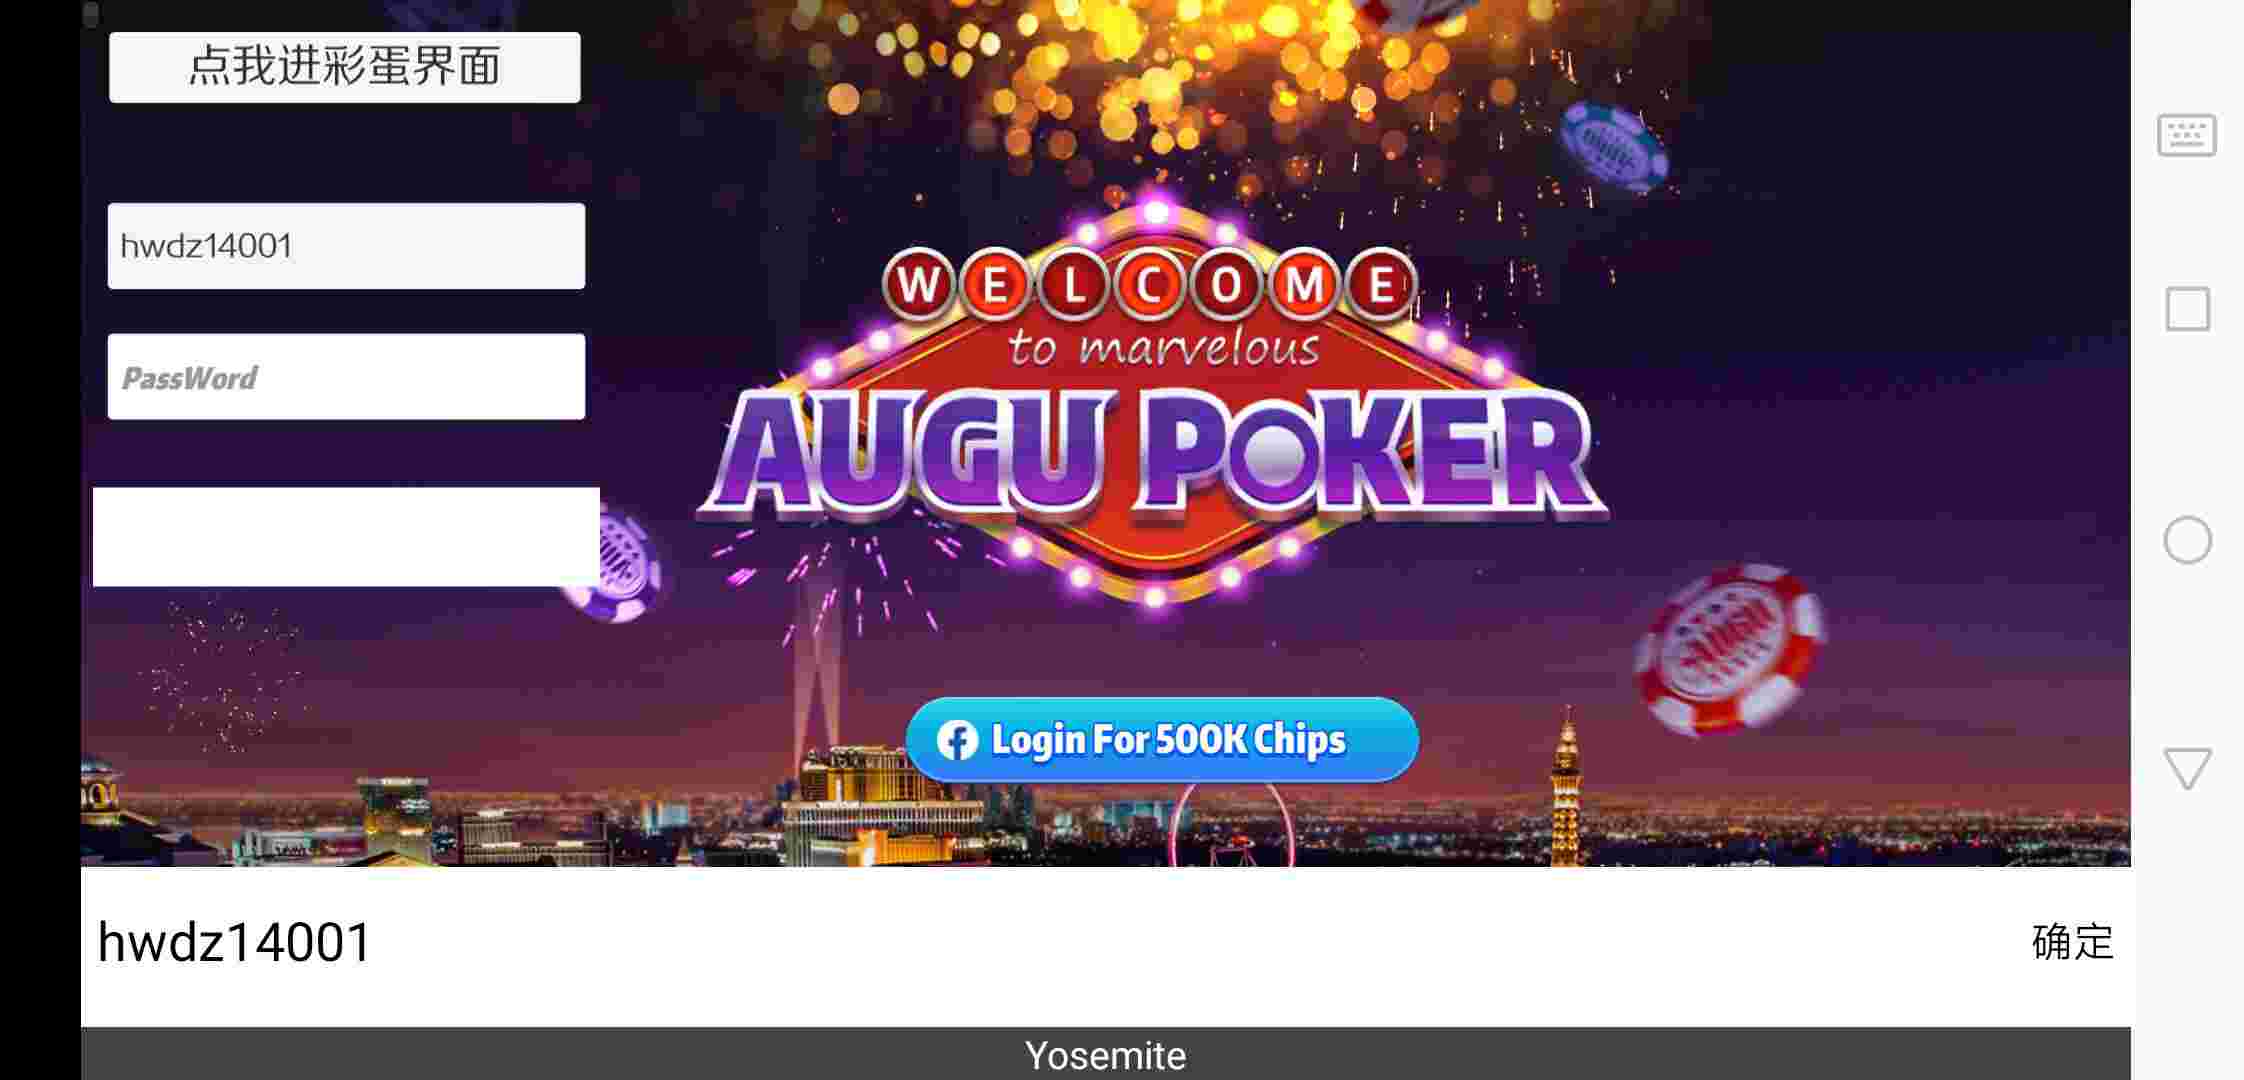 点我进彩蛋界面
hwdz14001
PassWord
WELCOME
to marvelous
AUGU POKER
Login For 500K Chips
hwdz14001
确定
Yosemite